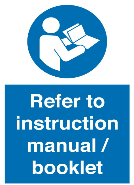 Refer to
instruction
manual /
booklet